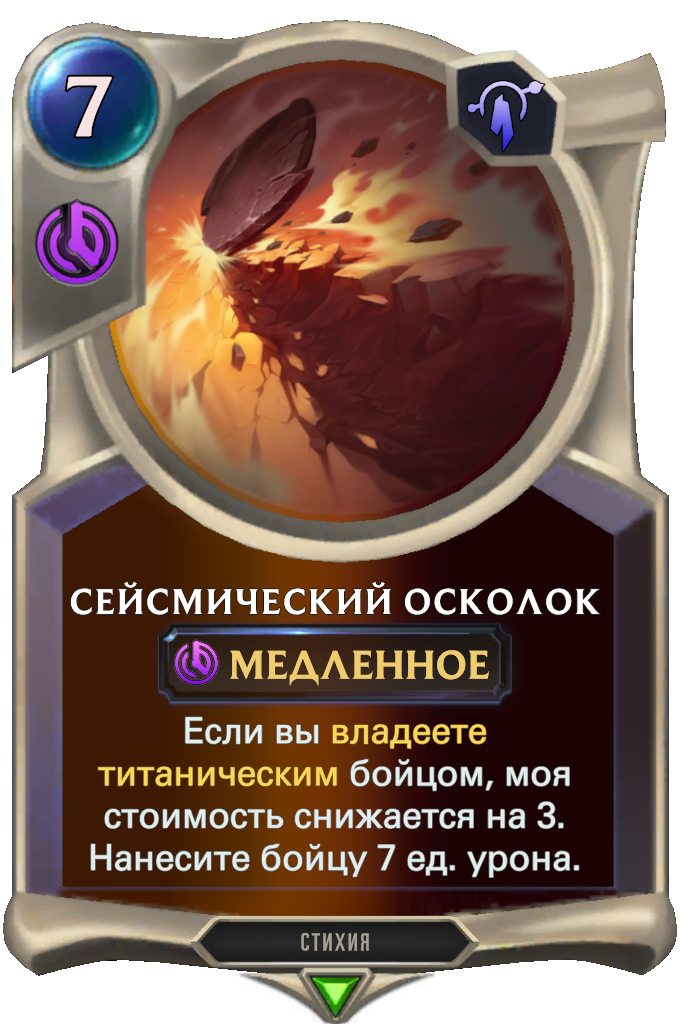 7
СЕЙСМИЧЕСКИЙ ОСКОЛОК
МЕДЛЕННОЕ
Если вы владеете
титаническим бойцом, моя
стоимость снижается на 3.
Нанесите бойцу 7 ед. урона.
СТИХИЯ